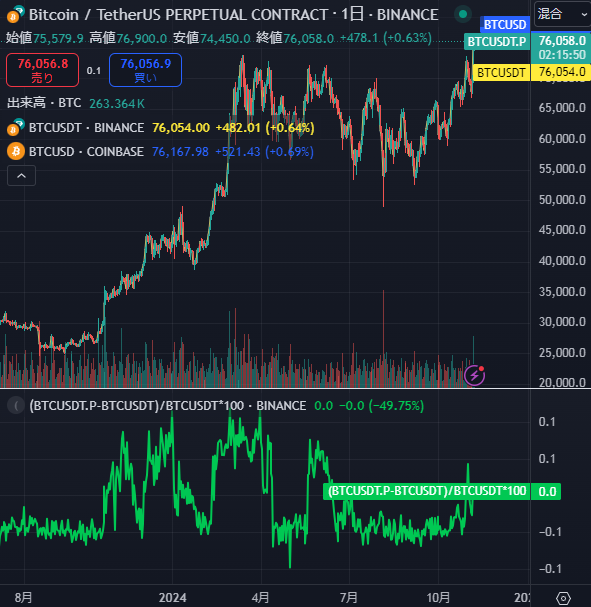 Bitcoin / TetherUS PERPETUAL CONTRACT · 1日 · BINANCE
混合
始値75,579.9 高値76,900.0 安値74,450.0 終値76,058.0 +478.1 (+0.63%)
BTCUSD
BTCUSDT.P 76,058.0
02:15:50
76,056.8
売り
0.1
76,056.9
買い
BTCUSDT 76,054.0
出来高 · BTC 263.364K
BTCUSDT · BINANCE 76,054.00 +482.01 (+0.64%)
BTCUSD · COINBASE 76,167.98 +521.43 (+0.69%)
65,000.0
60,000.0
55,000.0
50,000.0
45,000.0
40,000.0
35,000.0
30,000.0
25,000.0
20,000.0
(BTCUSDT.P-BTCUSDT)/BTCUSDT*100 · BINANCE 0.0 −0.0 (−49.75%)
0.1
0.1
(BTCUSDT.P-BTCUSDT)/BTCUSDT*100 0.0
−0.1
−0.1
8月 2024 4月 7月 10月